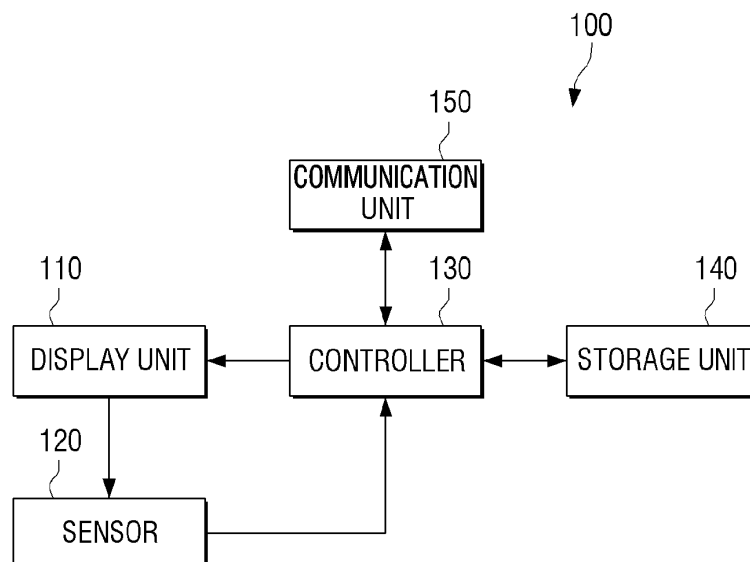 100
150
COMMUNICATION
UNIT
110
130
140
DISPLAY UNIT
CONTROLLER
STORAGE UNIT
120
SENSOR